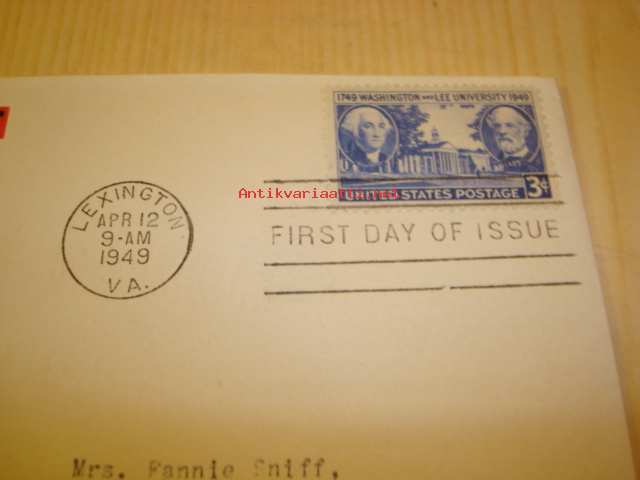 1749 WASHINGTON AND LEE UNIVERSITY 1949
UNITED STATES POSTAGE 3¢
LEXINGTON
APR 12
9-AM
1949
VA.
FIRST DAY OF ISSUE
Mrs. Fannie Sniff,